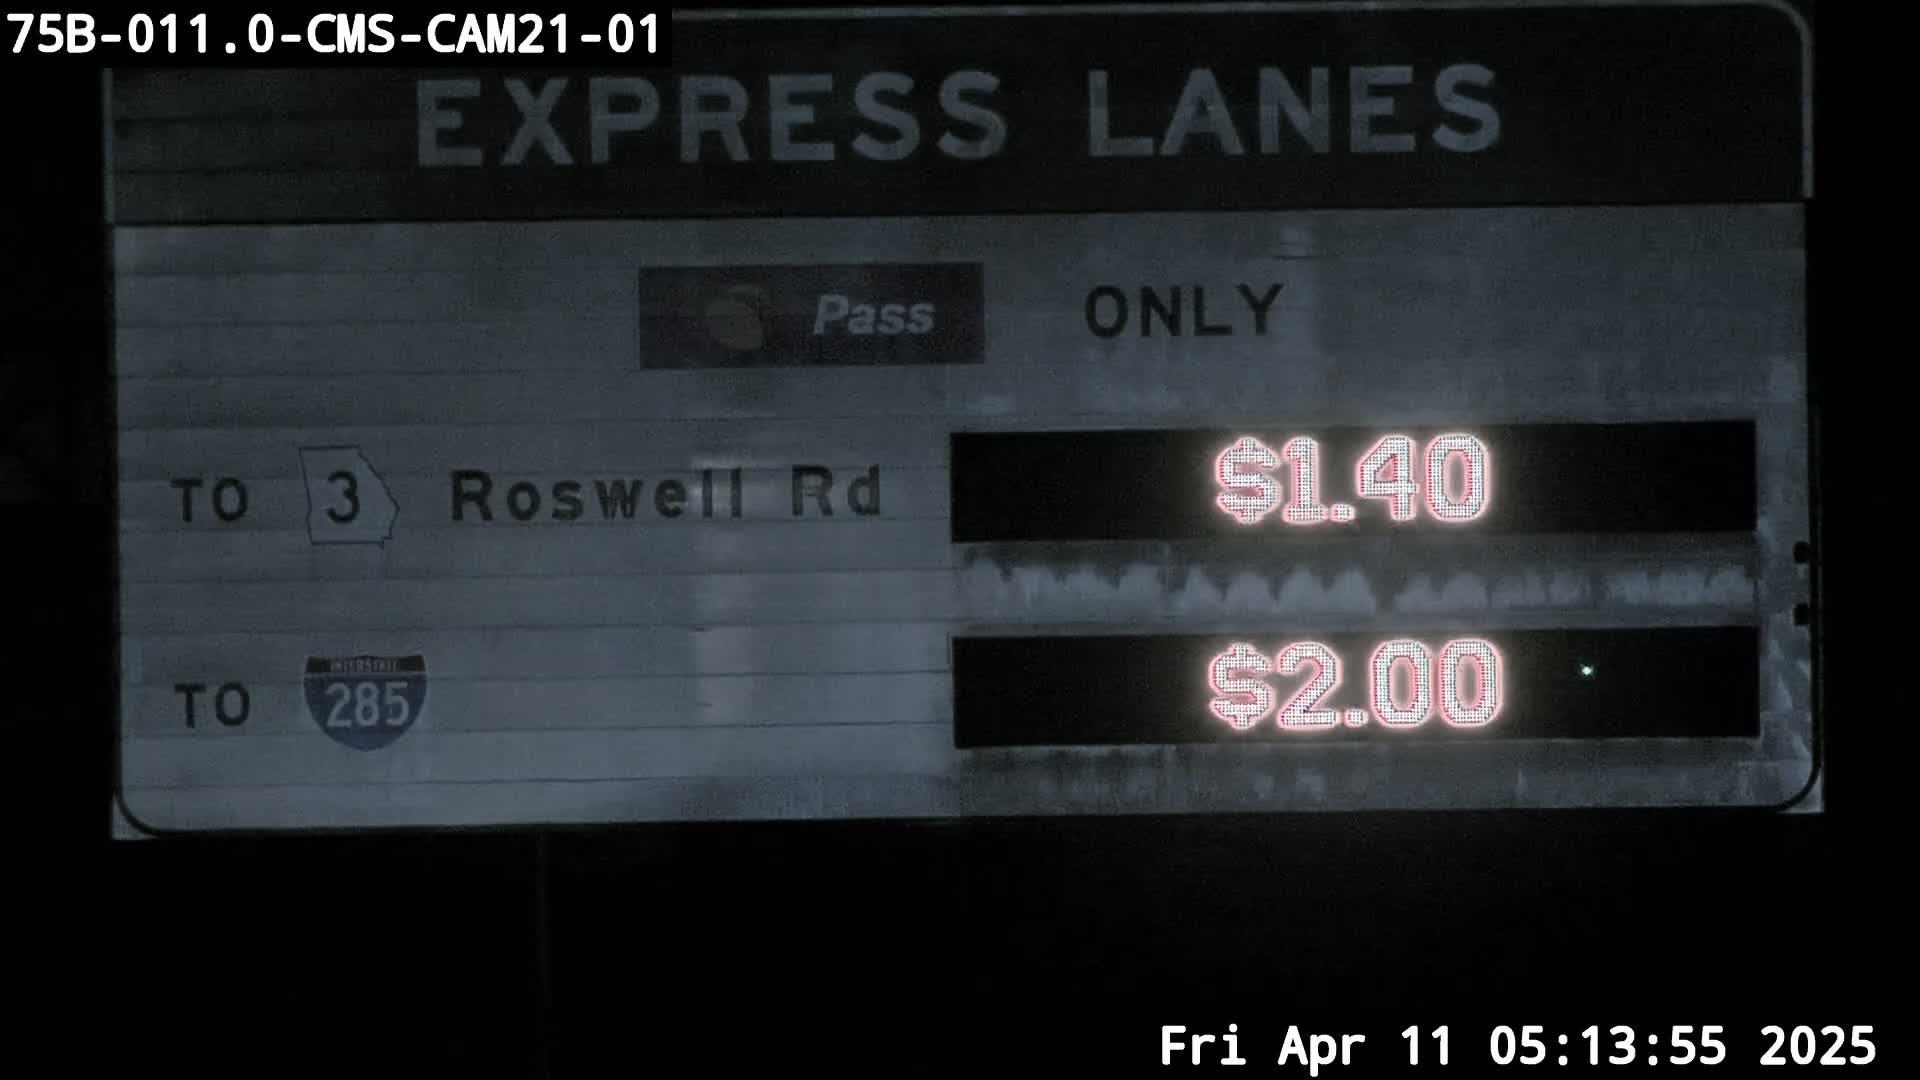 75B-011.0-CMS-CAM21-01
EXPRESS LANES
Pass ONLY
TO 3 Roswell Rd $1.40
INTERSTATE
TO 285 $2.00
Fri Apr 11 05:13:55 2025